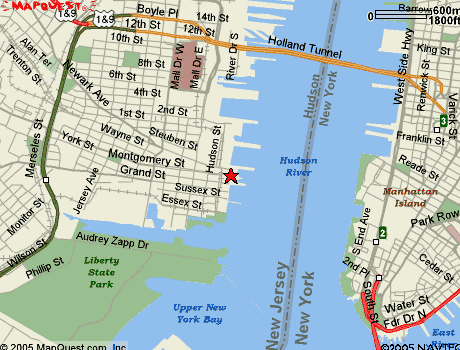 MAPQUEST
Boyle Pl
14th St
Barrow
600m
0
1800ft
1&9
1&9
12th St
12th St
10th St
Holland Tunnel
King St
Alan Ter
Trenton St
8th St
Mall Dr W
Mall Dr E
River Dr S
West Side Hwy
Renwick St
Newark Ave
6th St
4th St
2nd St
1st St
Hudson
New York
Varick St
3
Wayne St
Steuben St
Hudson St
Franklin St
York St
Montgomery St
Grand St
Hudson
River
Reade St
Merseles St
Jersey Ave
Sussex St
Essex St
Manhattan
Island
Monitor St
Park Row
S End Ave
2
Wilson St
Audrey Zapp Dr
Phillip St
Liberty
State
Park
New Jersey
New York
2nd Pl
Cedar St
South St
Water St
Fdr Dr N
Upper New
York Bay
East
River
© 2005 MapQuest.com, Inc.
© 2005 NAVTEQ